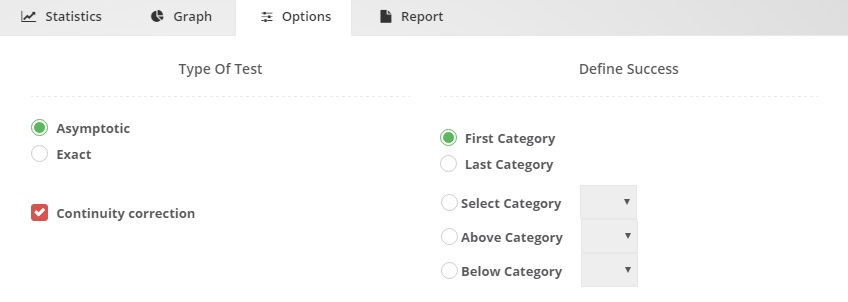 Statistics Graph Options Report
Type Of Test
Define Success
Asymptotic
Exact
Continuity correction
First Category
Last Category
Select Category
Above Category
Below Category